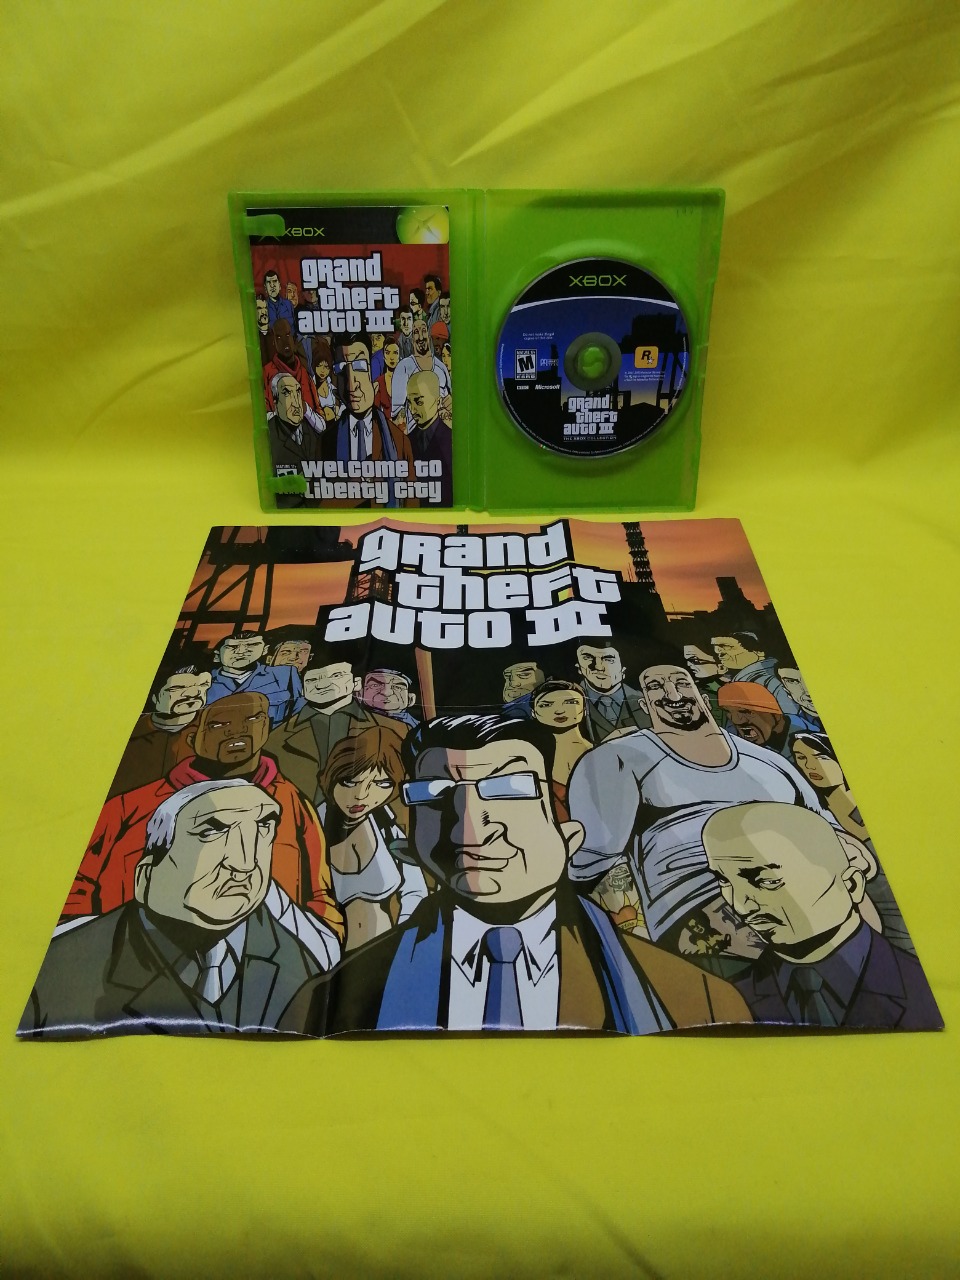 XBOX
grand
theft
auto III
WELCOME TO
LIBERTY CITY
XBOX
MATURE 17+
M
ESRB
R
Microsoft
grand
theft
auto III
THE XBOX COLLECTION
grand
theft
auto III